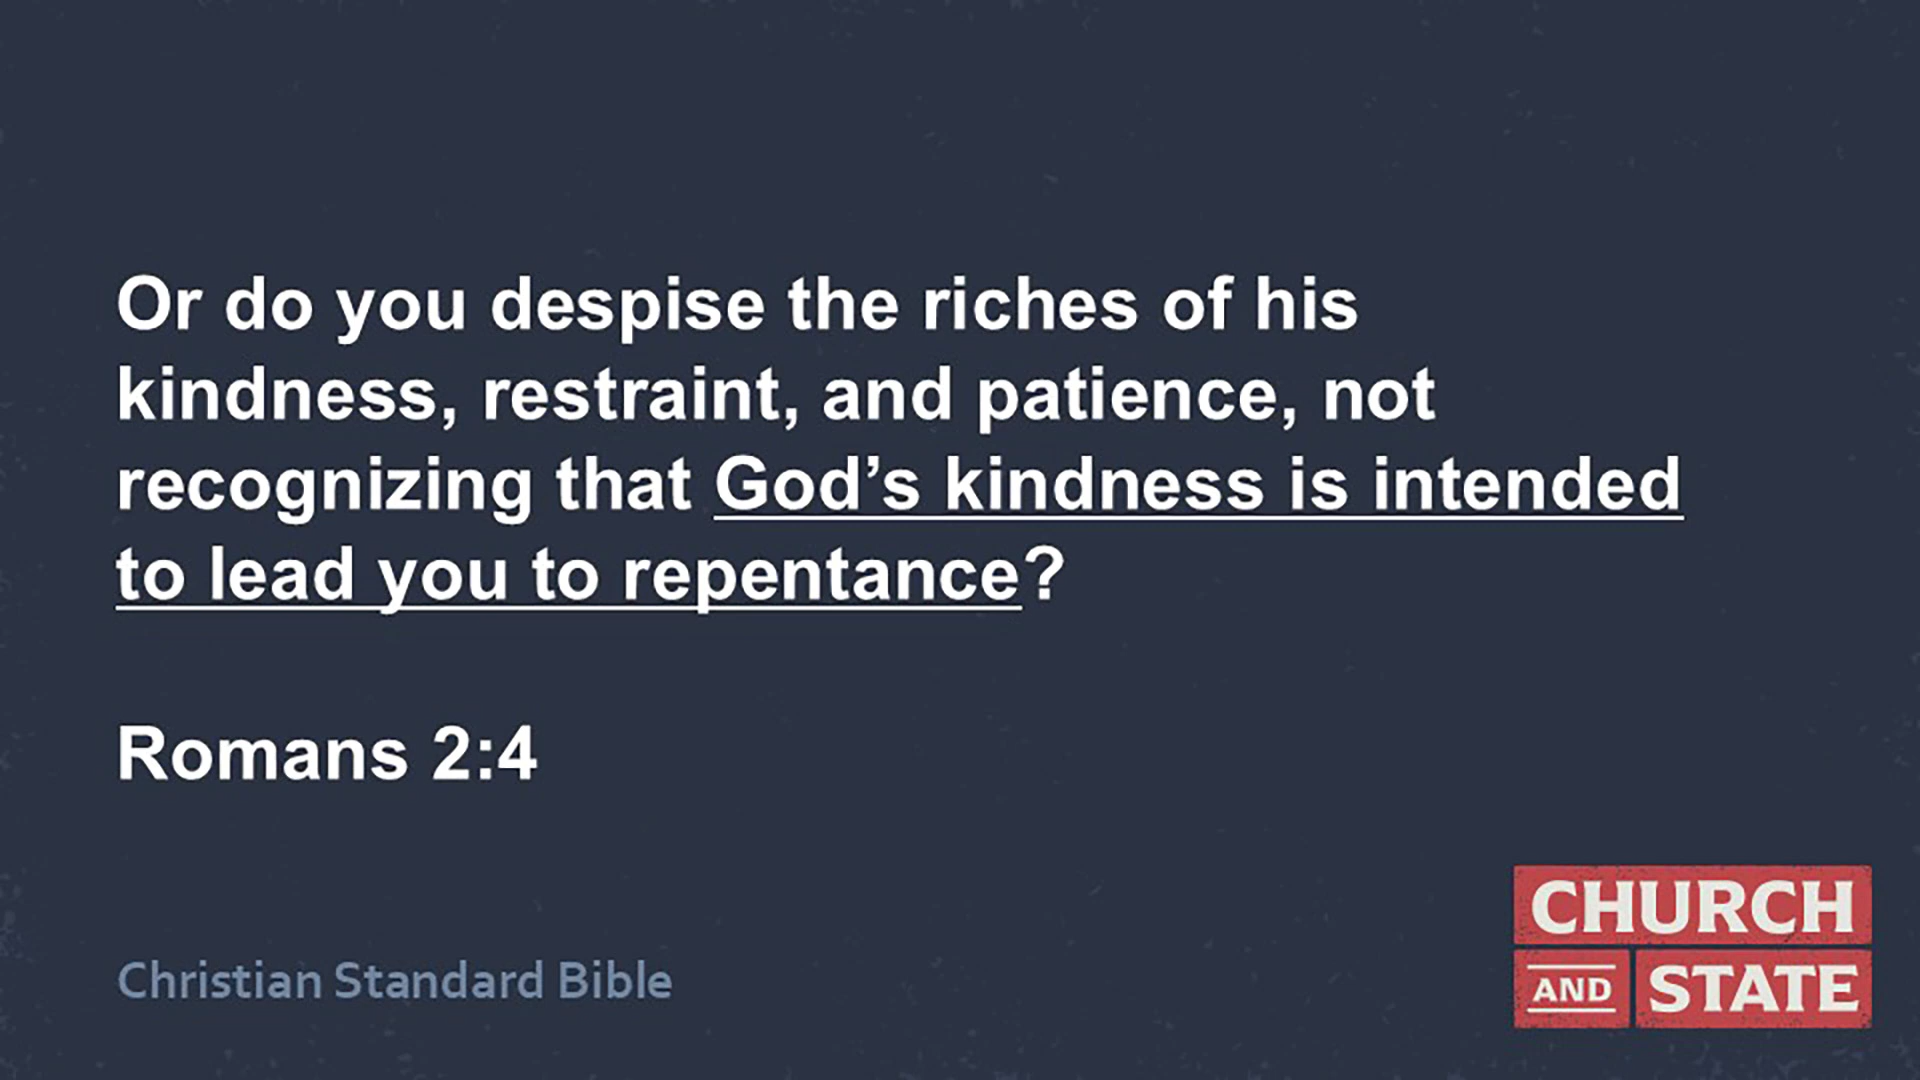 Or do you despise the riches of his
kindness, restraint, and patience, not
recognizing that God’s kindness is intended
to lead you to repentance?
Romans 2:4
Christian Standard Bible
CHURCH
AND STATE